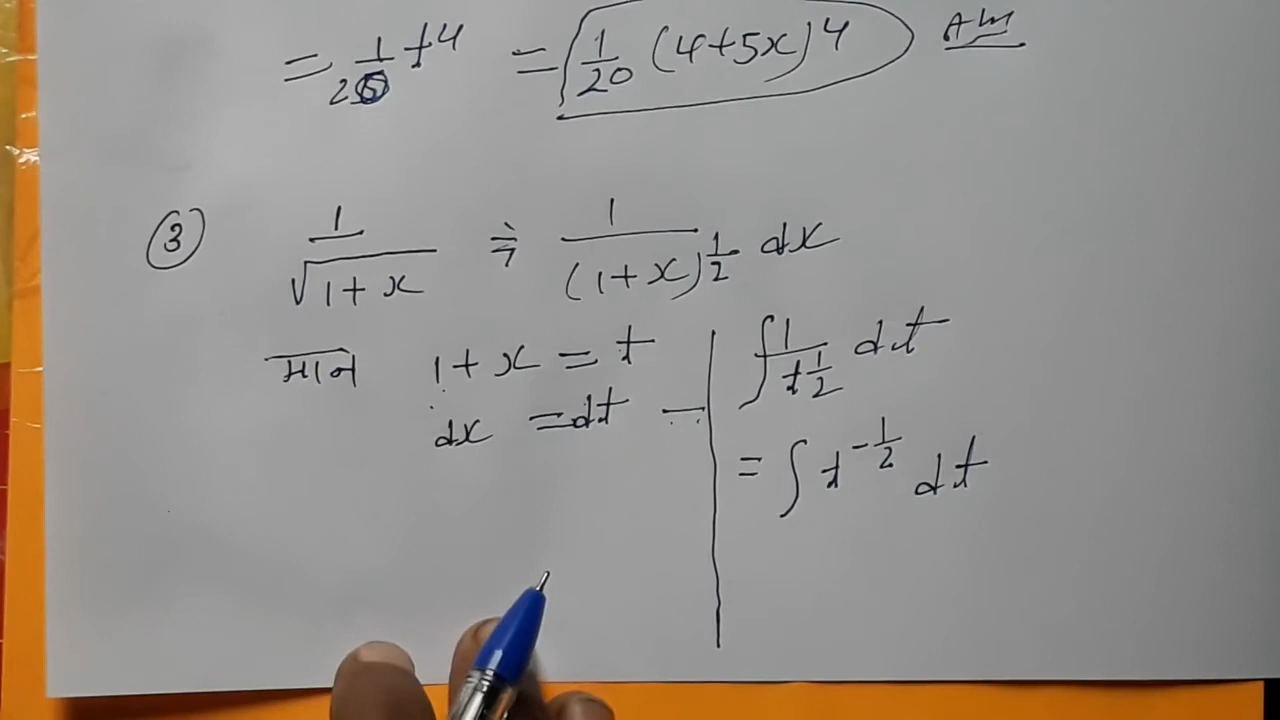 = 1/20 t^4 = 1/20 (4+5x)^4 Ans
③ 1/√(1+x) ÷ 1/(1+x)^(1/2) dx
माना 1+x = t
dx = dt —
∫ 1/t^(1/2) dt
= ∫ t^(-1/2) dt